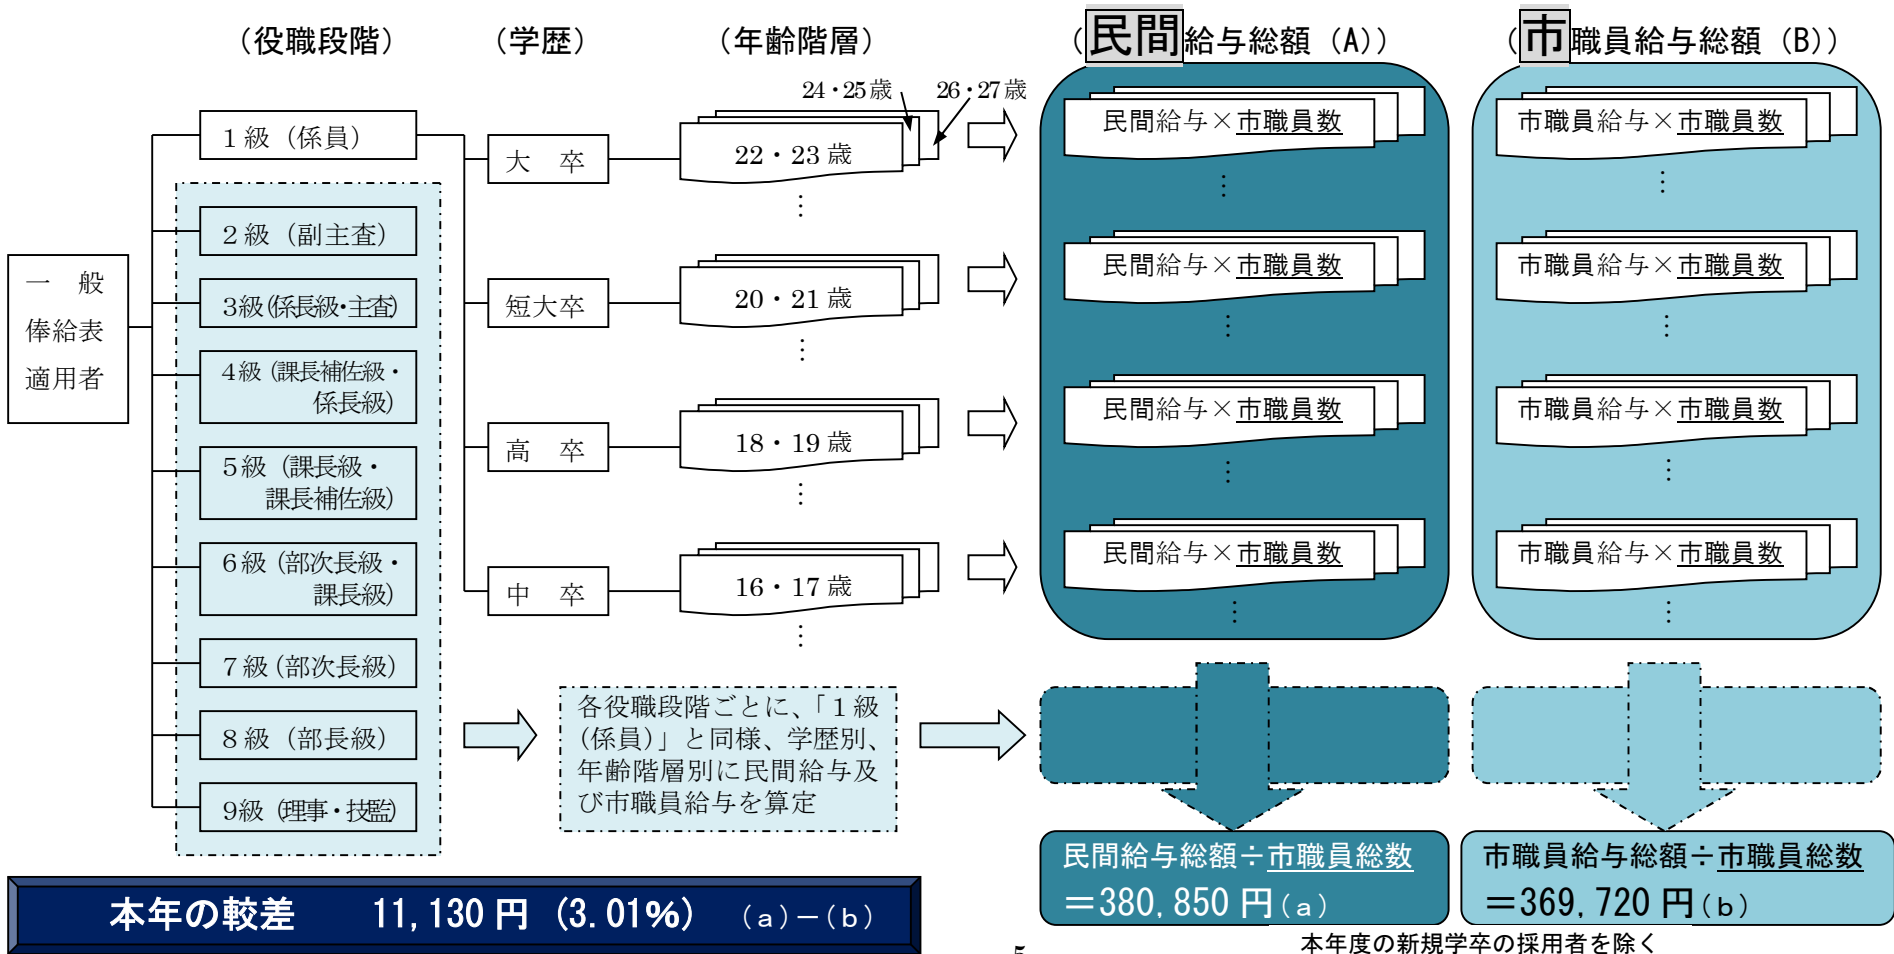 （役職段階）
（学歴）
（年齢階層）
（民間給与総額（A））
（市職員給与総額（B））
24・25歳
26・27歳
一　般
俸給表
適用者
１級（係員）
２級（副主査）
３級（係長級・主査）
４級（課長補佐級・
係長級）
５級（課長級・
課長補佐級）
６級（部次長級・
課長級）
７級（部次長級）
８級（部長級）
９級（理事・技監）
大　卒
22・23歳
⋮
民間給与×市職員数
⋮
市職員給与×市職員数
⋮
短大卒
20・21歳
⋮
民間給与×市職員数
⋮
市職員給与×市職員数
⋮
高　卒
18・19歳
⋮
民間給与×市職員数
⋮
市職員給与×市職員数
⋮
中　卒
16・17歳
⋮
民間給与×市職員数
⋮
市職員給与×市職員数
⋮
各役職段階ごとに、「１級
（係員）」と同様、学歴別、
年齢階層別に民間給与及
び市職員給与を算定
民間給与総額÷市職員総数
＝380,850円（ａ）
市職員給与総額÷市職員総数
＝369,720円（ｂ）
本年の較差　11,130円（3.01%）（ａ）－（ｂ）
本年度の新規学卒の採用者を除く